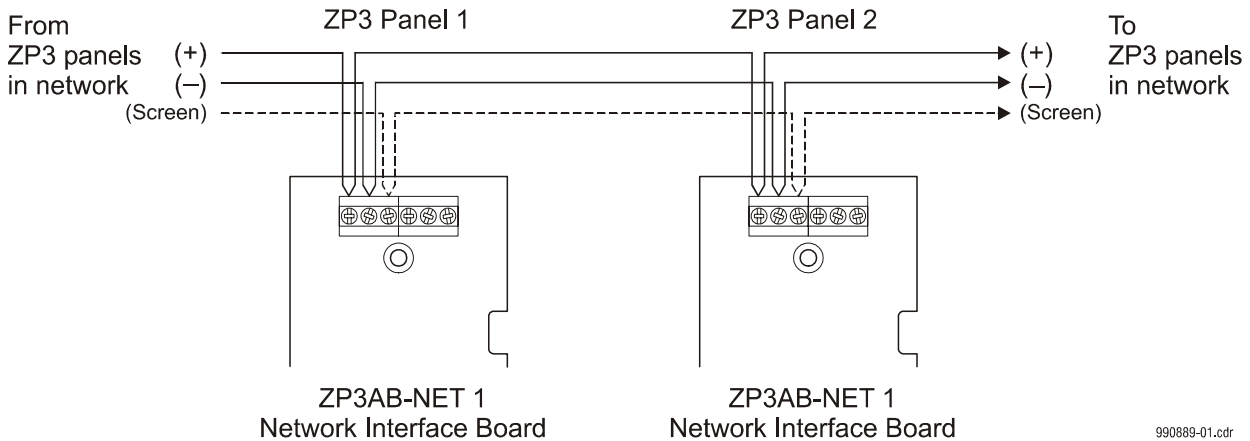 From
ZP3 panels
in network
(+)
(–)
(Screen)
ZP3 Panel 1
ZP3 Panel 2
To
ZP3 panels
in network
(+)
(–)
(Screen)
ZP3AB-NET 1
Network Interface Board
ZP3AB-NET 1
Network Interface Board
990889-01.cdr